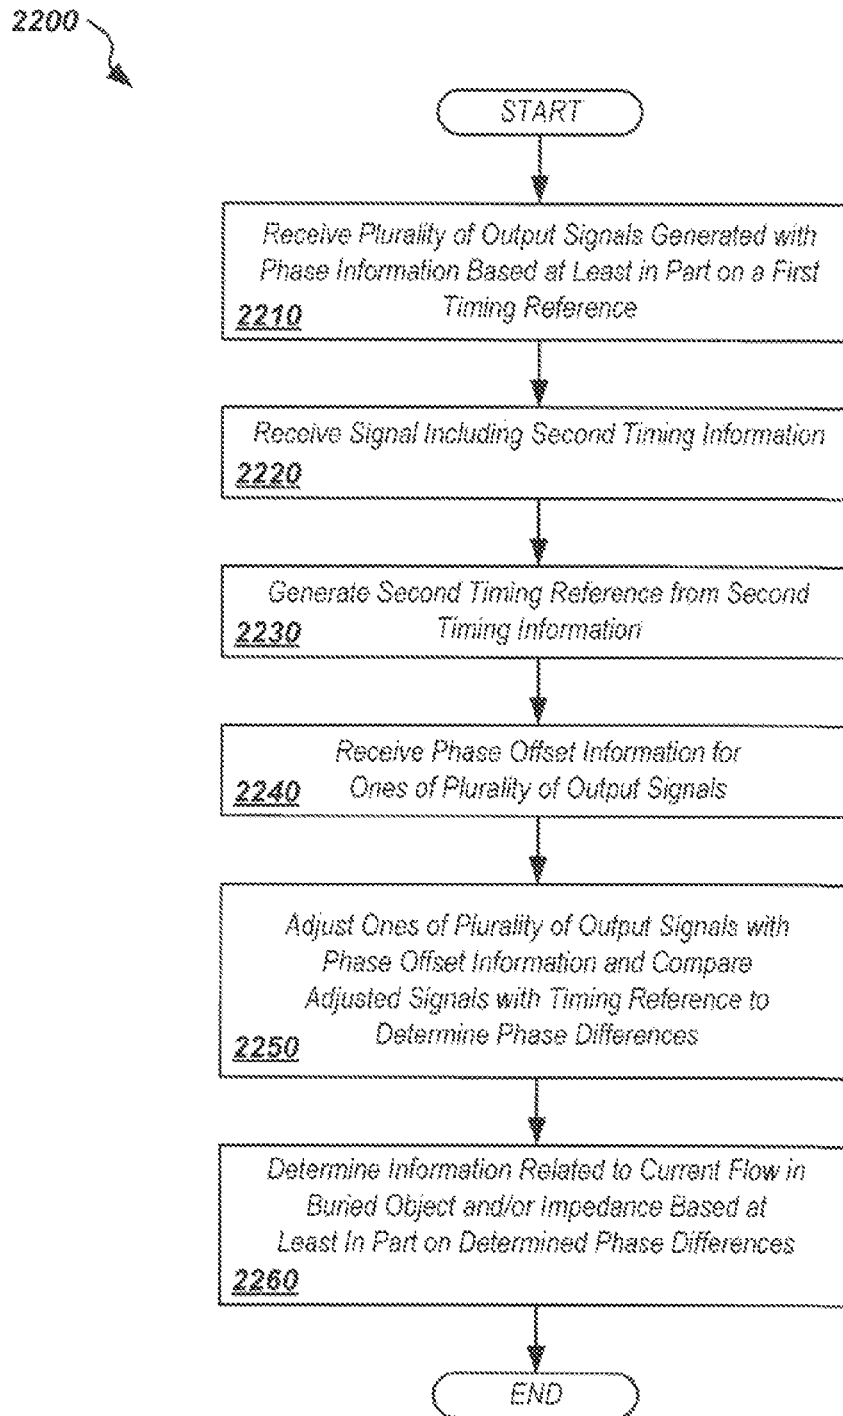 2200
START
Receive Plurality of Output Signals Generated with
Phase Information Based at Least in Part on a First
Timing Reference
2210
Receive Signal Including Second Timing Information
2220
Generate Second Timing Reference from Second
Timing Information
2230
Receive Phase Offset Information for
Ones of Plurality of Output Signals
2240
Adjust Ones of Plurality of Output Signals with
Phase Offset Information and Compare
Adjusted Signals with Timing Reference to
Determine Phase Differences
2250
Determine Information Related to Current Flow in
Buried Object and/or Impedance Based at
Least In Part on Determined Phase Differences
2260
END